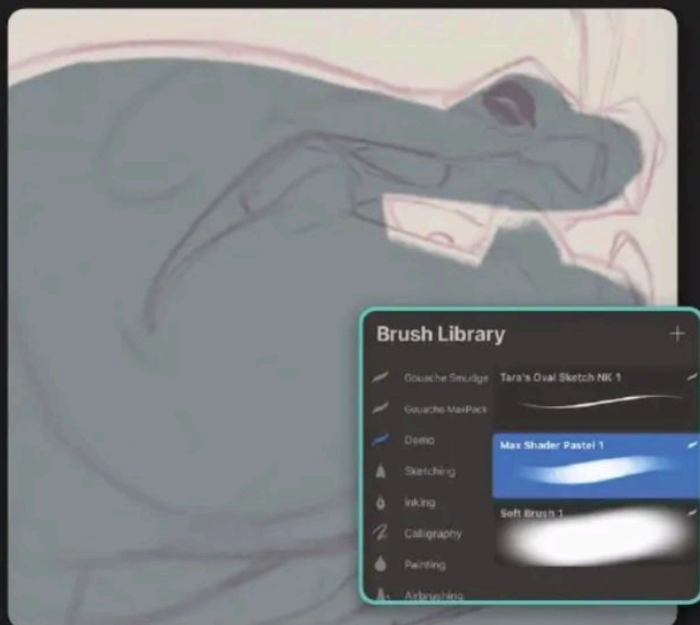 Brush Library
Gouache Smudge
Gouache MaxPack
Demo
Sketching
Inking
Calligraphy
Painting
Airbrushing
Tara's Oval Sketch NK 1
Max Shader Pastel 1
Soft Brush 1